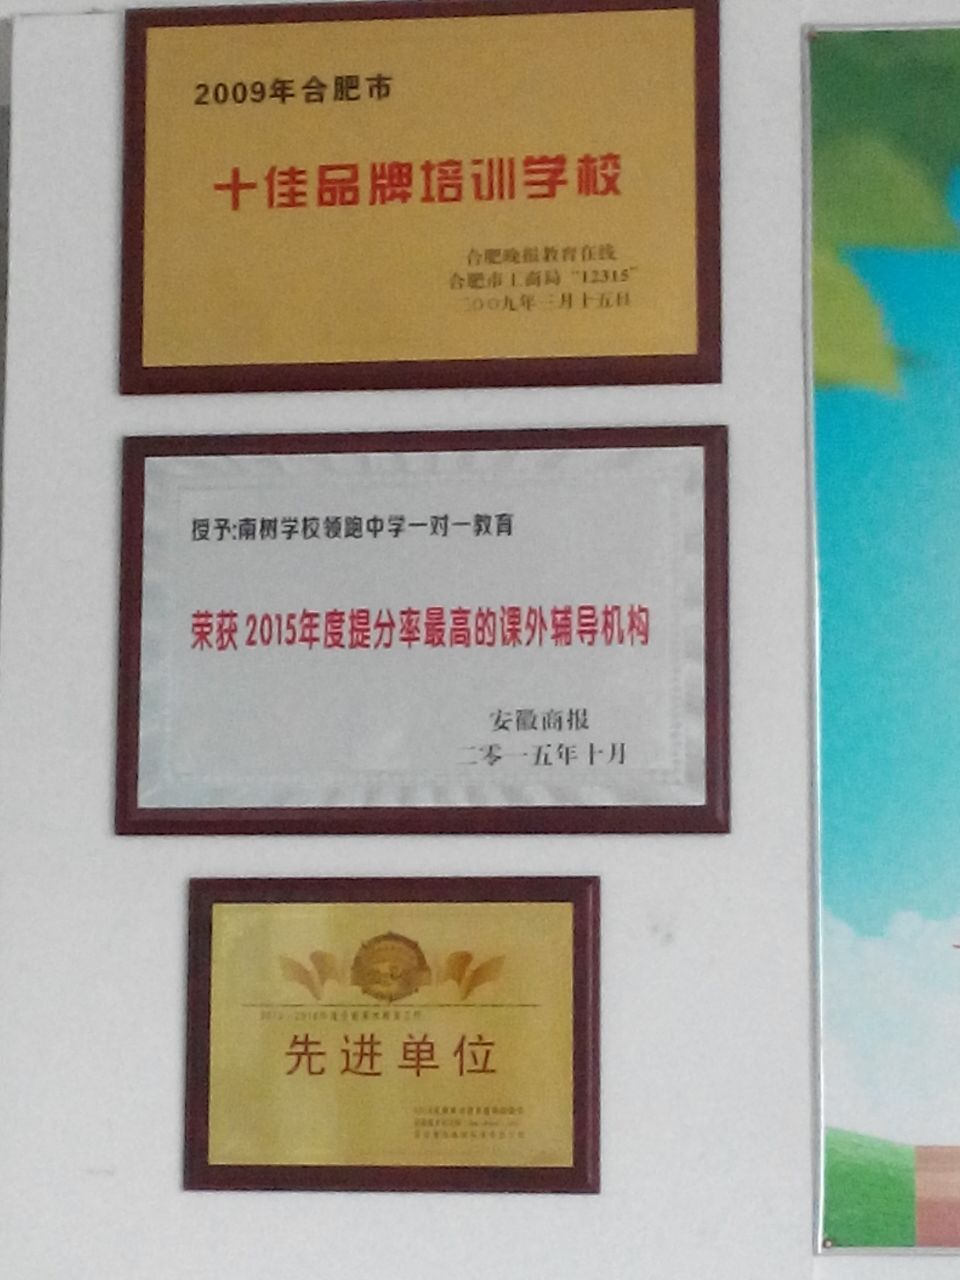 2009年合肥市
十佳品牌培训学校
合肥晚报教育在线
合肥市工商局“12315”
二〇〇九年三月十五日
授予:南树学校领跑中学一对一教育
荣获 2015年度提分率最高的课外辅导机构
安徽商报
二零一五年十月
先进单位